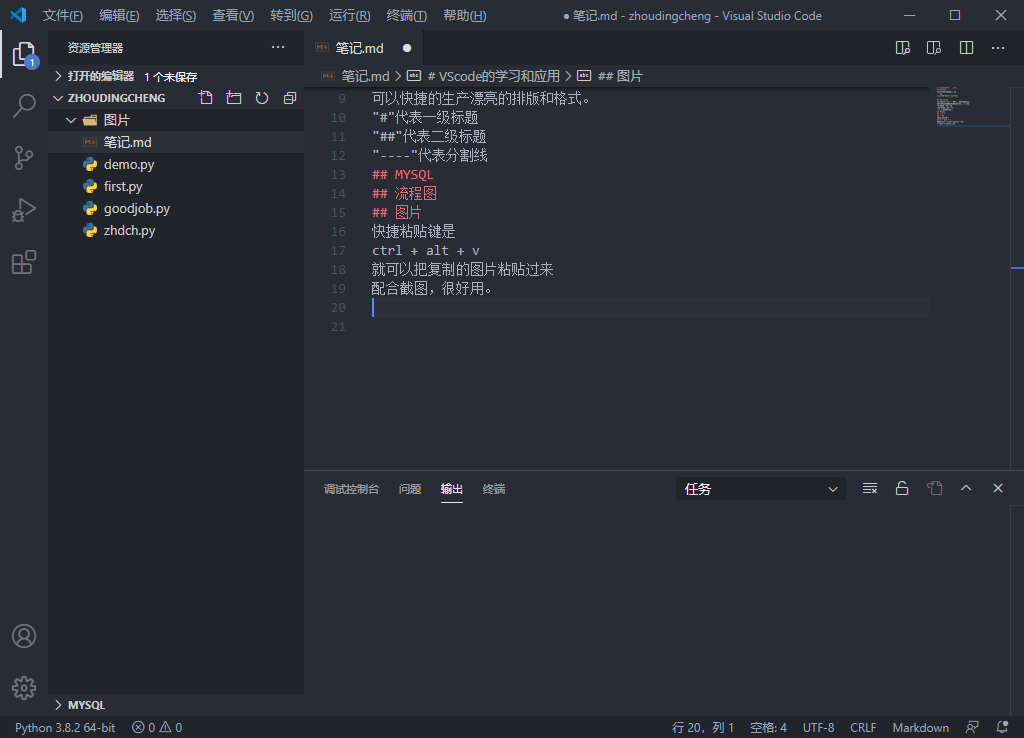 文件(F) 编辑(E) 选择(S) 查看(V) 转到(G) 运行(R) 终端(T) 帮助(H) ● 笔记.md - zhoudingcheng - Visual Studio Code
1
资源管理器 ···
打开的编辑器 1 个未保存
ZHOUDINGCHENG
图片
笔记.md
demo.py
first.py
goodjob.py
zhdch.py
MYSQL
笔记.md ●
笔记.md > # VScode的学习和应用 > ## 图片
9 可以快捷的生产漂亮的排版和格式。
10 "#"代表一级标题
11 "##"代表二级标题
12 "----"代表分割线
13 ## MYSQL
14 ## 流程图
15 ## 图片
16 快捷粘贴键是
17 ctrl + alt + v
18 就可以把复制的图片粘贴过来
19 配合截图，很好用。
20
21
调试控制台 问题 输出 终端 任务
Python 3.8.2 64-bit 0 0 行 20，列 1 空格: 4 UTF-8 CRLF Markdown